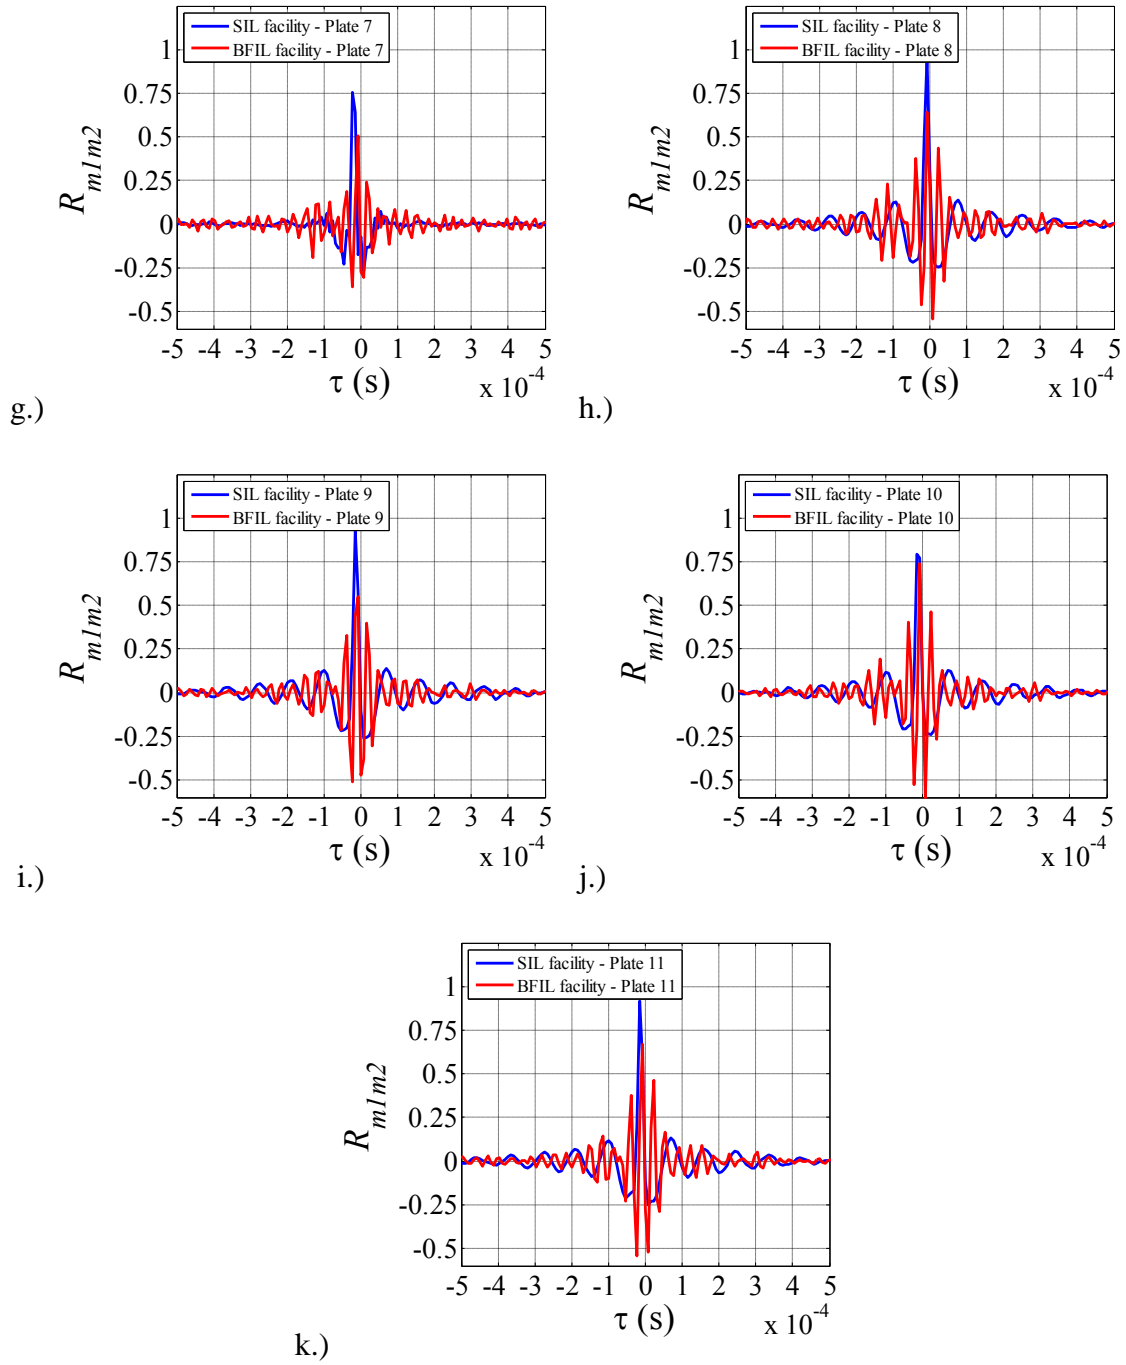 SIL facility - Plate 7
BFIL facility - Plate 7
1
0.75
0.5
0.25
0
-0.25
-0.5
R m1m2
-5 -4 -3 -2 -1 0 1 2 3 4 5
τ (s)
x 10-4
g.)
SIL facility - Plate 8
BFIL facility - Plate 8
1
0.75
0.5
0.25
0
-0.25
-0.5
R m1m2
-5 -4 -3 -2 -1 0 1 2 3 4 5
τ (s)
x 10-4
h.)
SIL facility - Plate 9
BFIL facility - Plate 9
1
0.75
0.5
0.25
0
-0.25
-0.5
R m1m2
-5 -4 -3 -2 -1 0 1 2 3 4 5
τ (s)
x 10-4
i.)
SIL facility - Plate 10
BFIL facility - Plate 10
1
0.75
0.5
0.25
0
-0.25
-0.5
R m1m2
-5 -4 -3 -2 -1 0 1 2 3 4 5
τ (s)
x 10-4
j.)
SIL facility - Plate 11
BFIL facility - Plate 11
1
0.75
0.5
0.25
0
-0.25
-0.5
R m1m2
-5 -4 -3 -2 -1 0 1 2 3 4 5
τ (s)
x 10-4
k.)